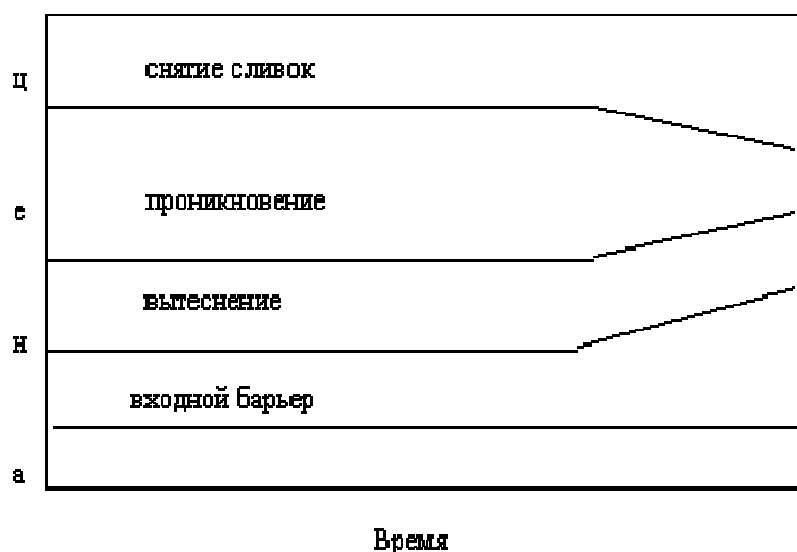 снятие сливок
ц
проникновение
е
вытеснение
н
входной барьер
а
Время